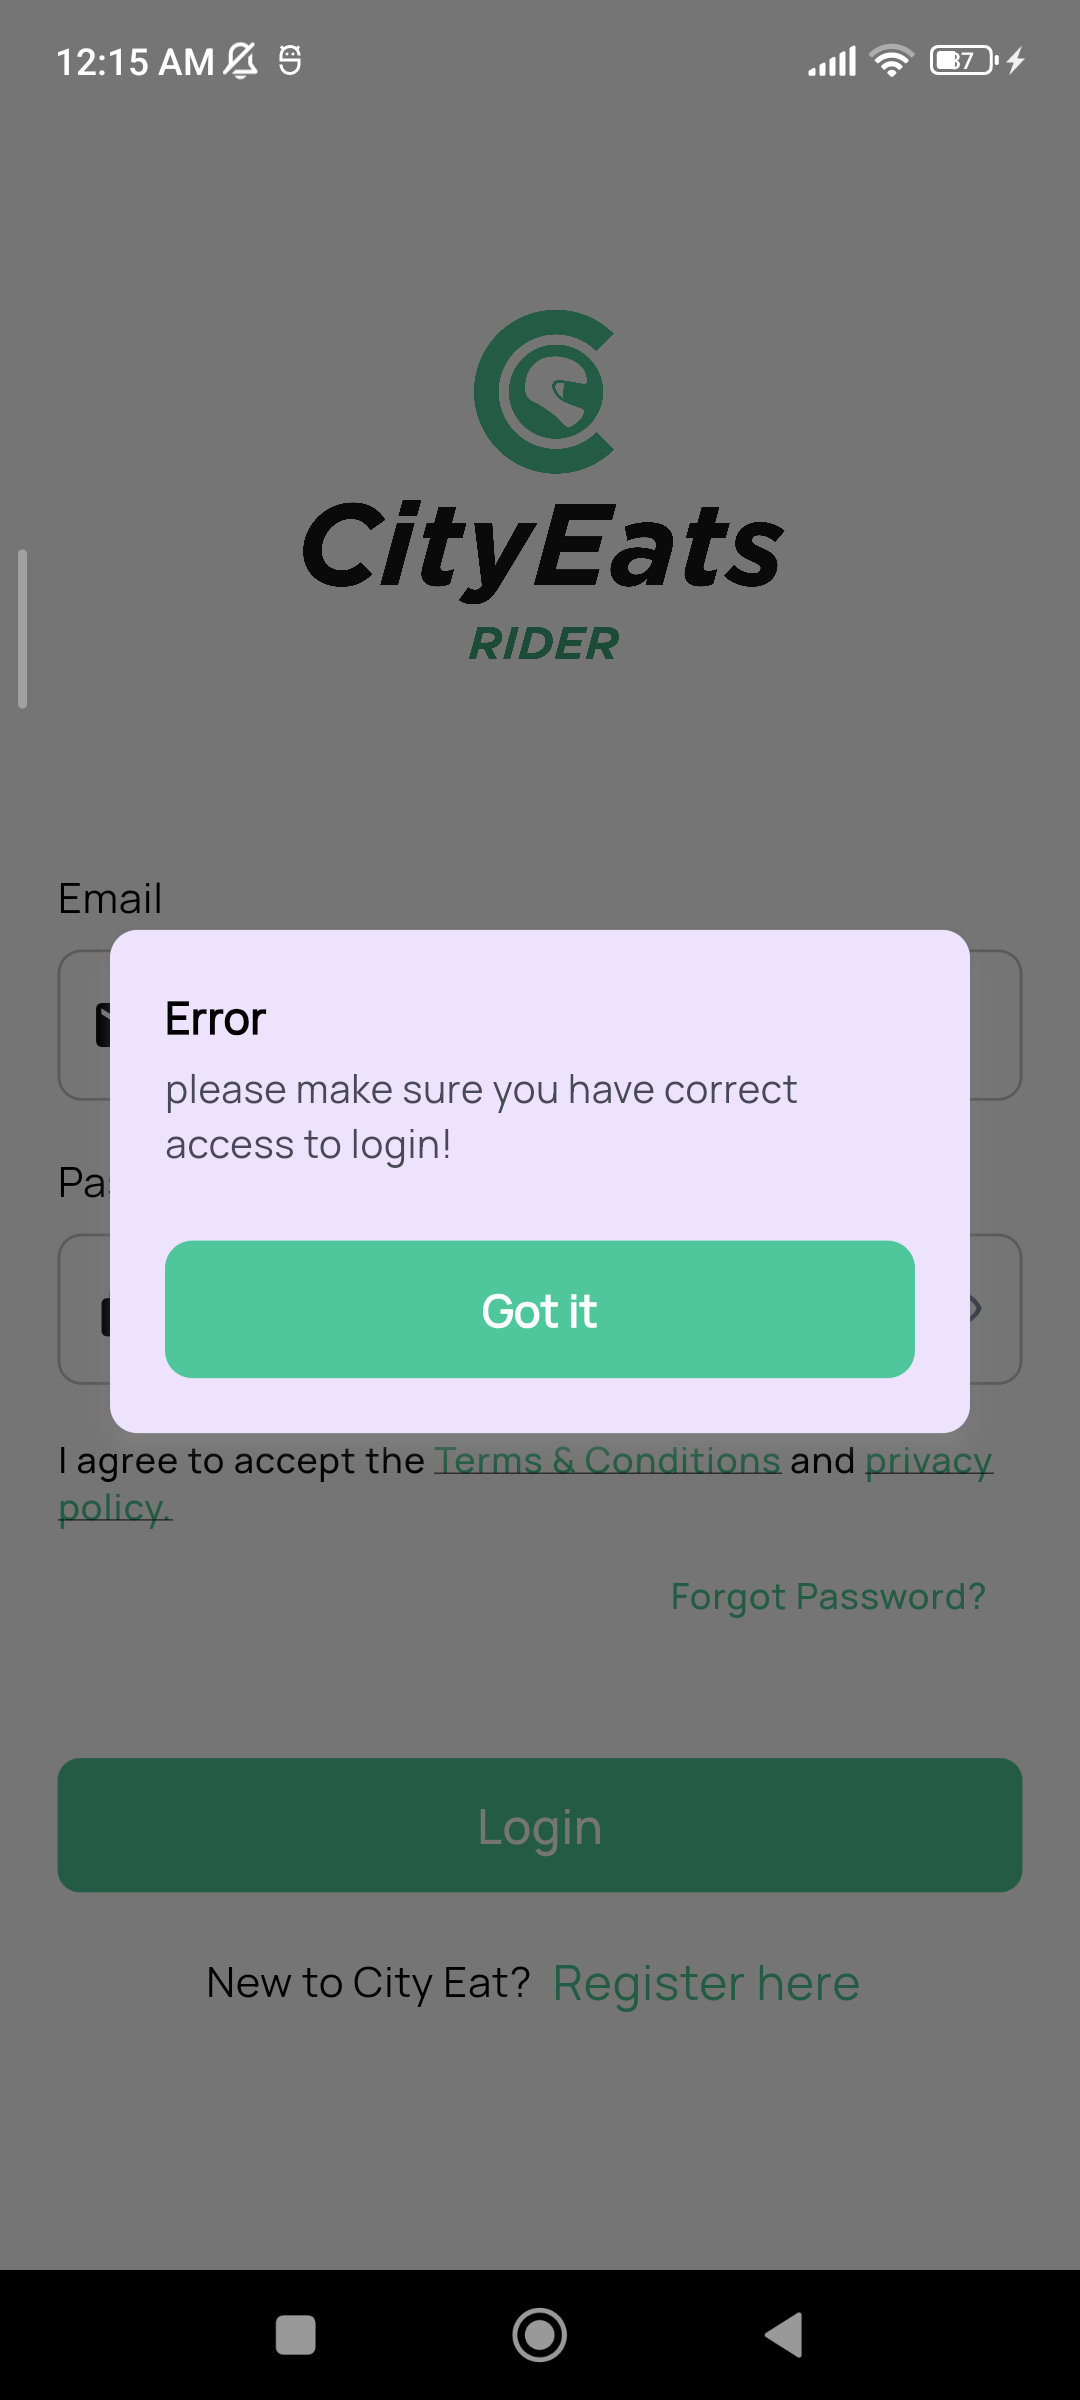 12:15 AM
37
CityEats
RIDER
Email
Error
please make sure you have correct
access to login!
Got it
I agree to accept the Terms & Conditions and privacy
policy.
Forgot Password?
Login
New to City Eat? Register here